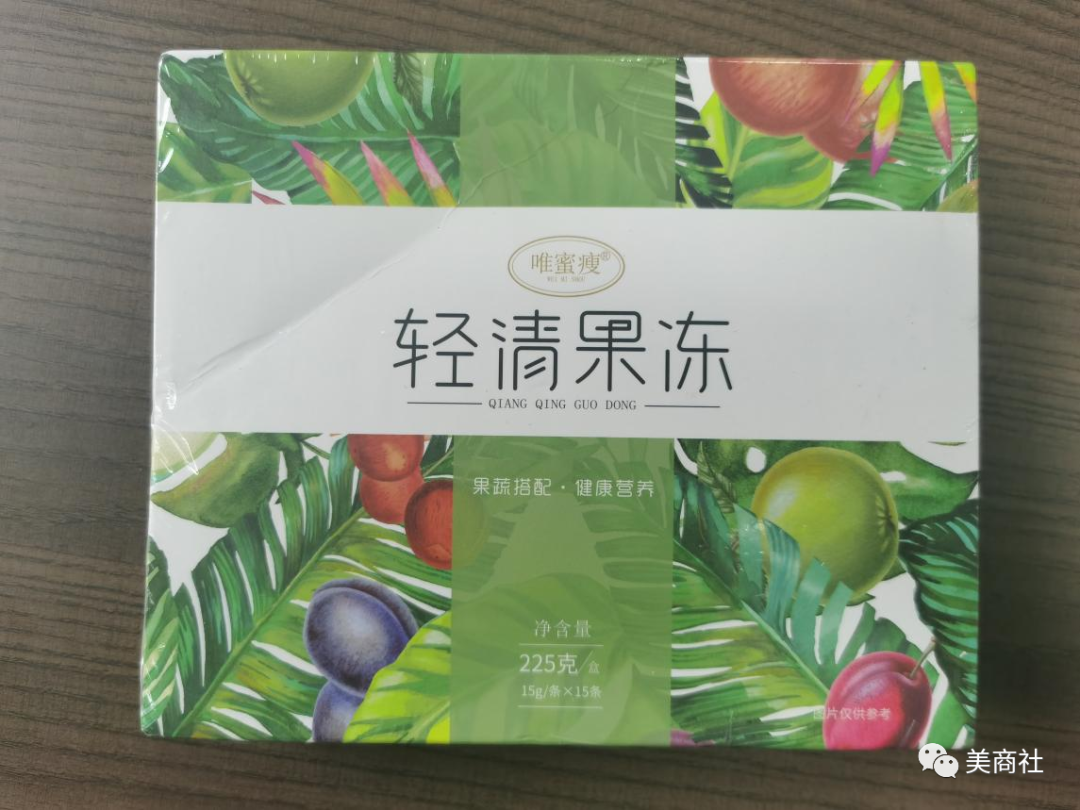 唯蜜瘦®
轻清果冻
QIANG QING GUO DONG
果蔬搭配·健康营养
净含量
225克/盒
15g/条×15条
图片仅供参考
美商社